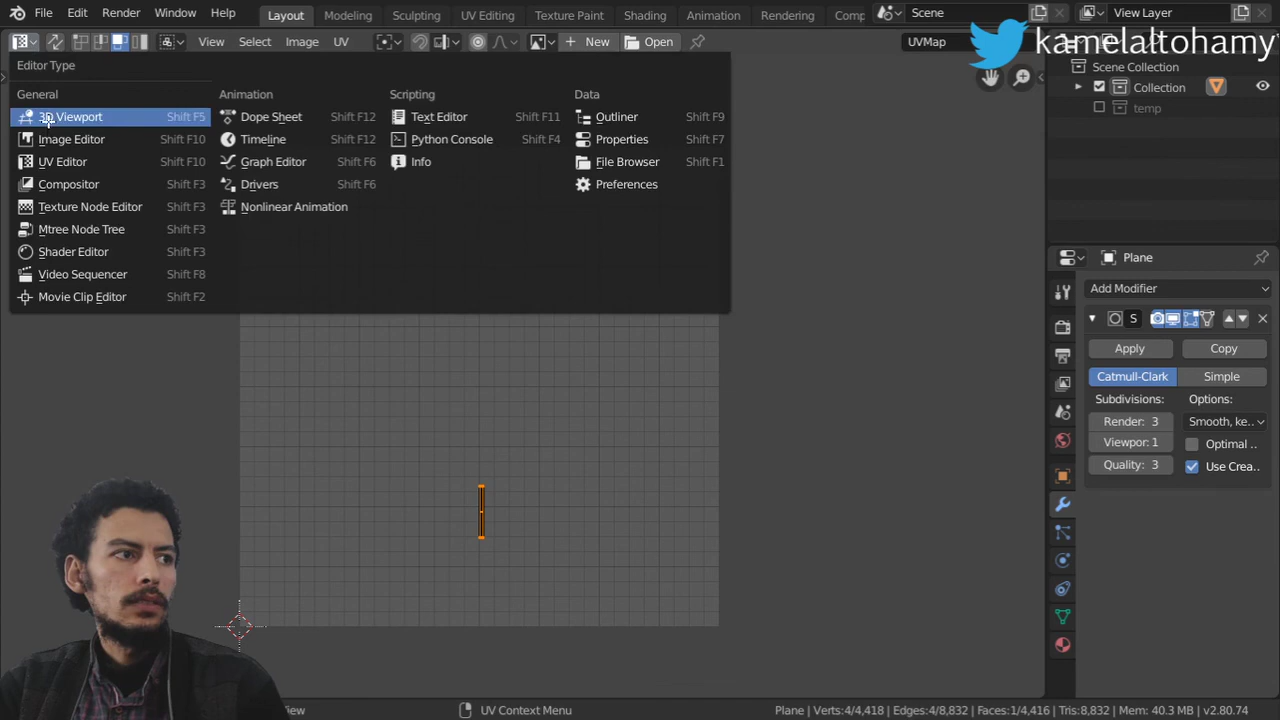 File Edit Render Window Help Layout Modeling Sculpting UV Editing Texture Paint Shading Animation Rendering Comp Scene View Layer
View Select Image UV New Open UVMap
kamelaltohamy
Editor Type
General
3D Viewport Shift F5
Image Editor Shift F10
UV Editor Shift F10
Compositor Shift F3
Texture Node Editor Shift F3
Mtree Node Tree Shift F3
Shader Editor Shift F3
Video Sequencer Shift F8
Movie Clip Editor Shift F2
Animation
Dope Sheet Shift F12
Timeline Shift F12
Graph Editor Shift F6
Drivers Shift F6
Nonlinear Animation
Scripting
Text Editor Shift F11
Python Console Shift F4
Info
Data
Outliner Shift F9
Properties Shift F7
File Browser Shift F1
Preferences
Scene Collection
Collection
temp
Plane
Add Modifier
S
Apply Copy
Catmull-Clark Simple
Subdivisions: Options:
Render: 3 Smooth, ke..
Viewpor: 1 Optimal ..
Quality: 3 Use Crea..
View UV Context Menu Plane | Verts:4/4,418 | Edges:4/8,832 | Faces:1/4,416 | Tris:8,832 | Mem: 40.3 MB | v2.80.74